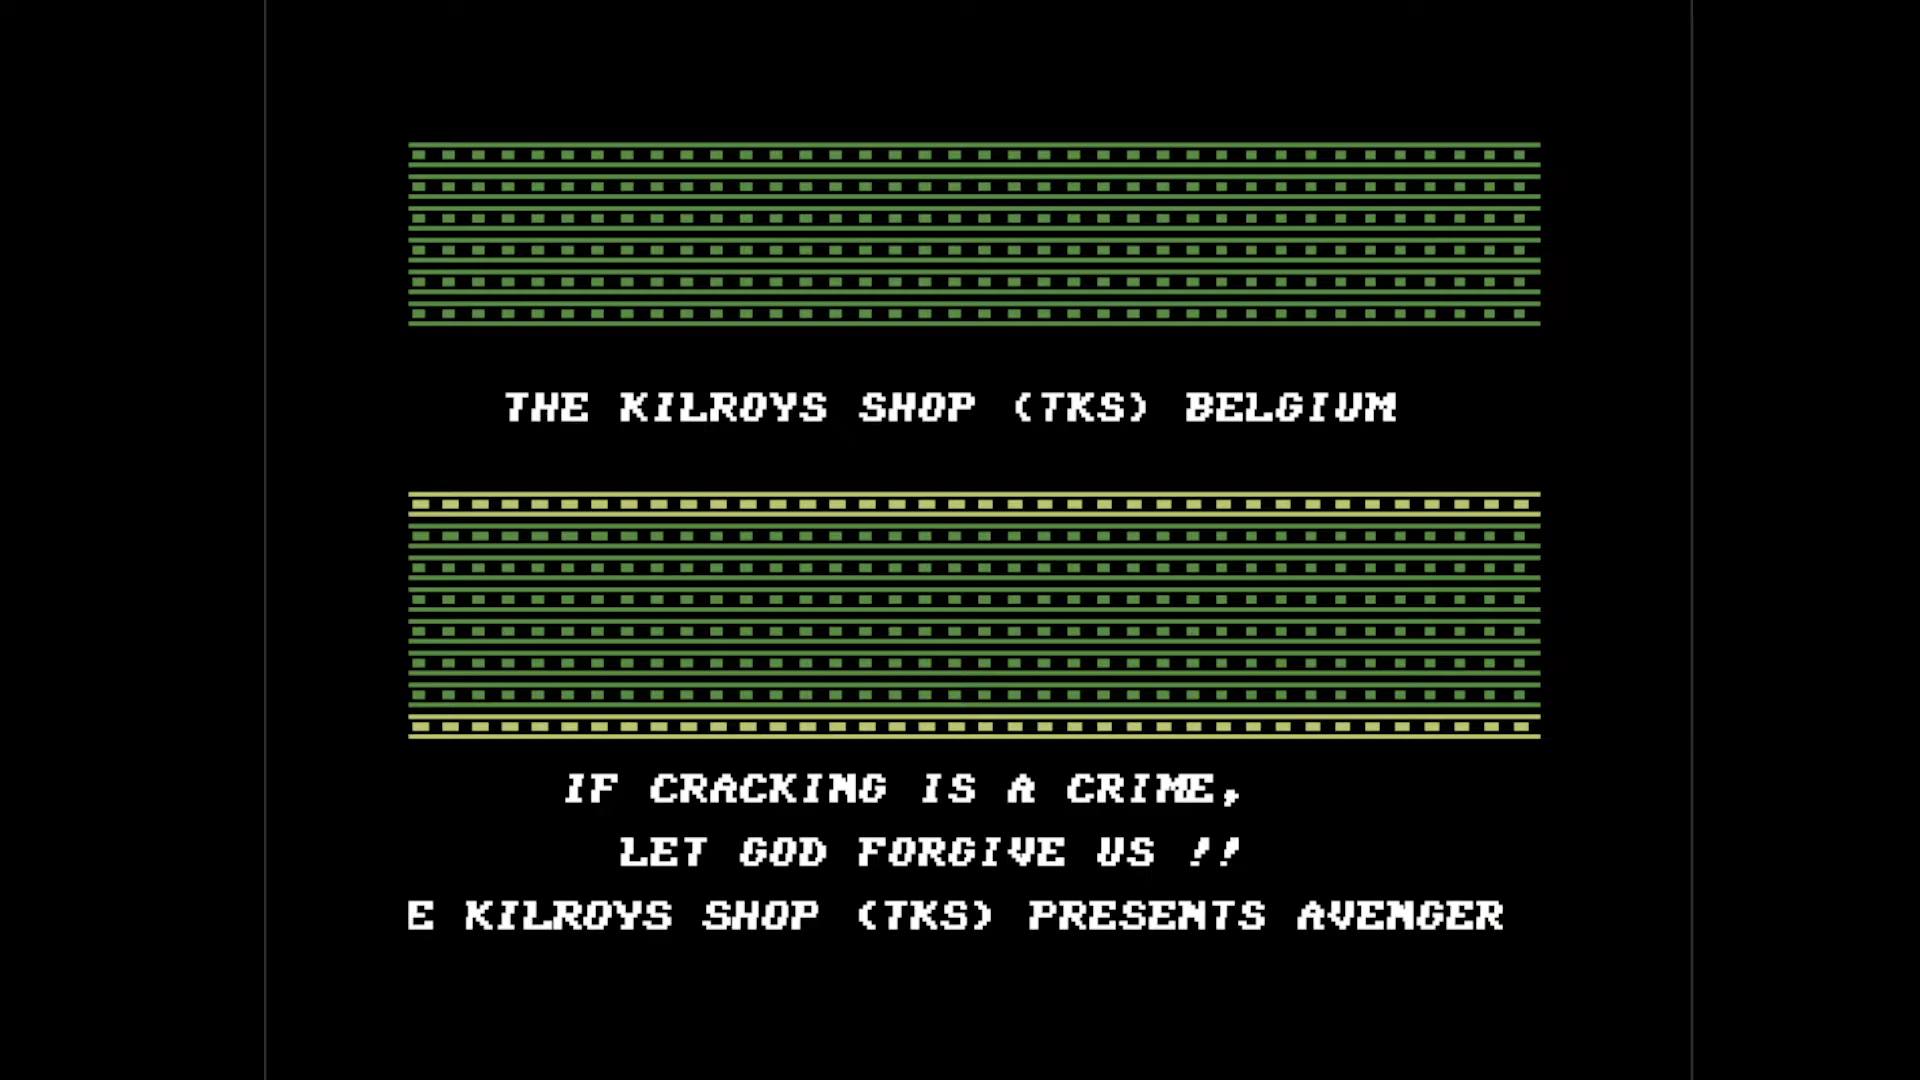 THE KILROYS SHOP (TKS) BELGIUM
IF CRACKING IS A CRIME,
LET GOD FORGIVE US !!
E KILROYS SHOP (TKS) PRESENTS AVENGER